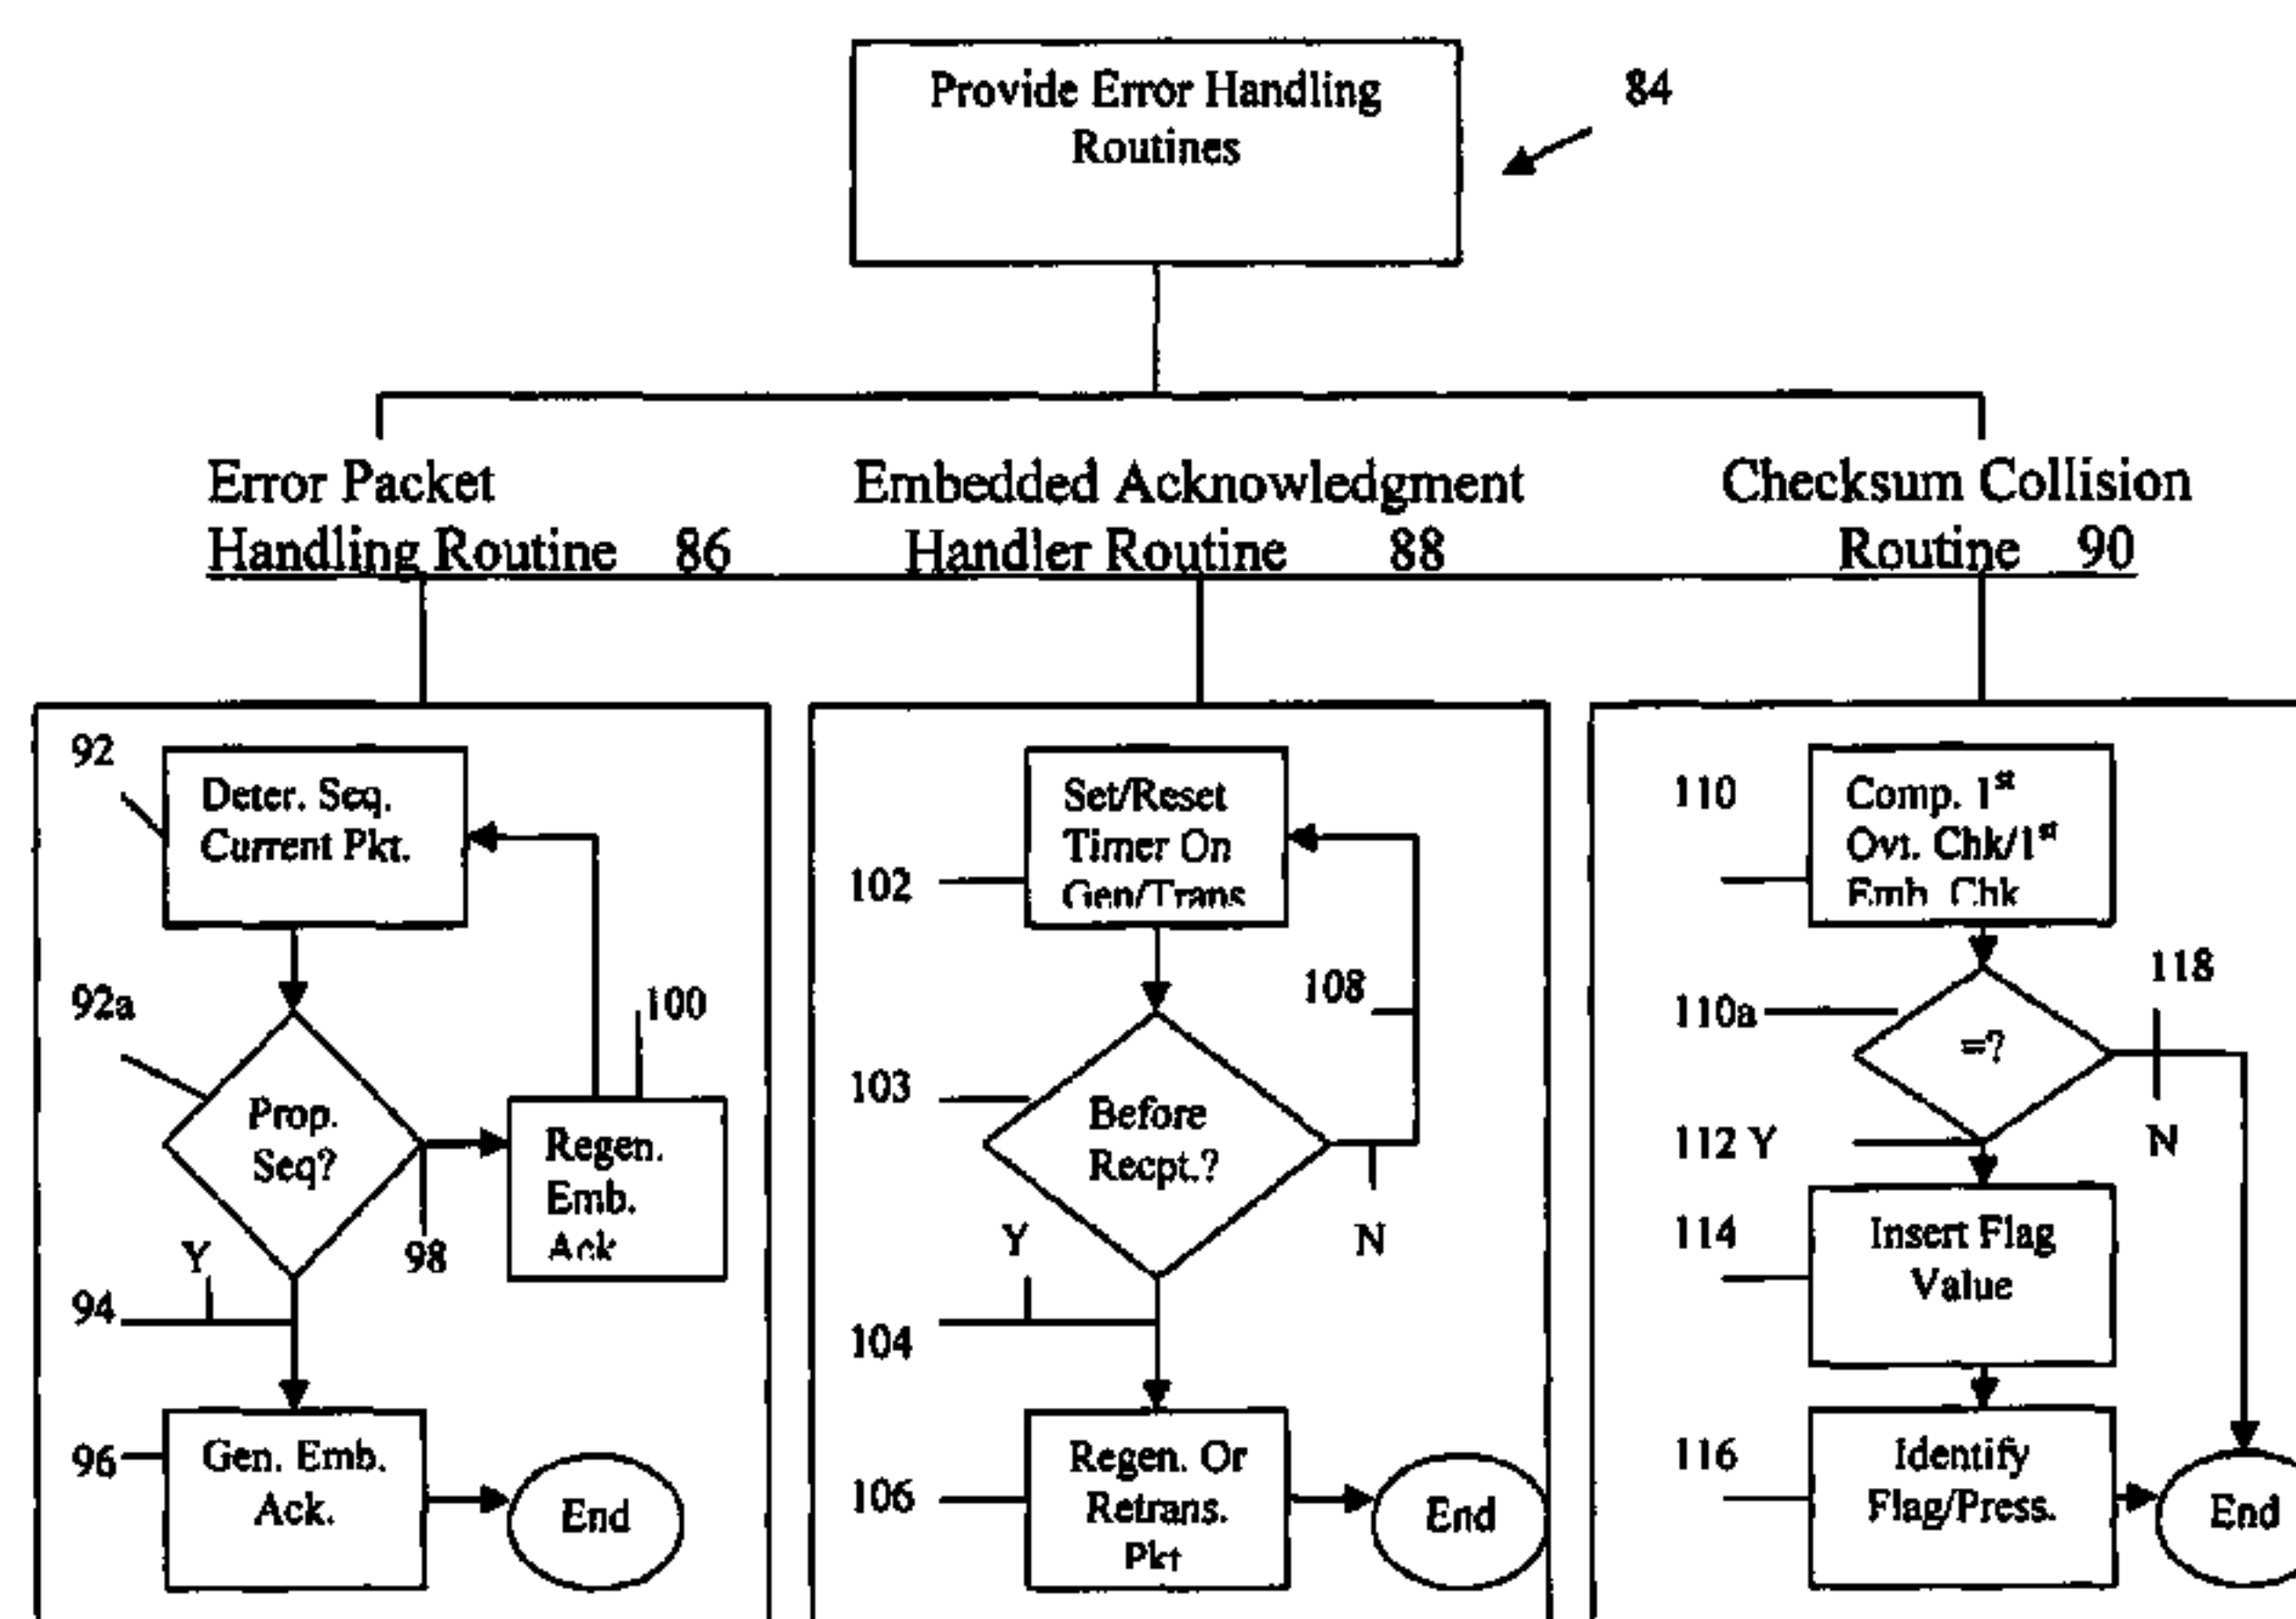 Provide Error Handling
Routines
84
Error Packet
Handling Routine 86
Embedded Acknowledgment
Handler Routine 88
Checksum Collision
Routine 90
92
Deter. Seq.
Current Pkt.
92a
Prop.
Seq?
100
Regen.
Emb.
Ack
Y
98
94
96
Gen. Emb.
Ack.
End
Set/Reset
Timer On
Gen/Trans
102
108
103
Before
Recpt.?
Y
N
104
106
Regen. Or
Retrans.
Pkt
End
110
Comp. 1st
Ovt. Chk/1st
Emb. Chk
118
110a
=?
112 Y
N
114
Insert Flag
Value
116
Identify
Flag/Press.
End